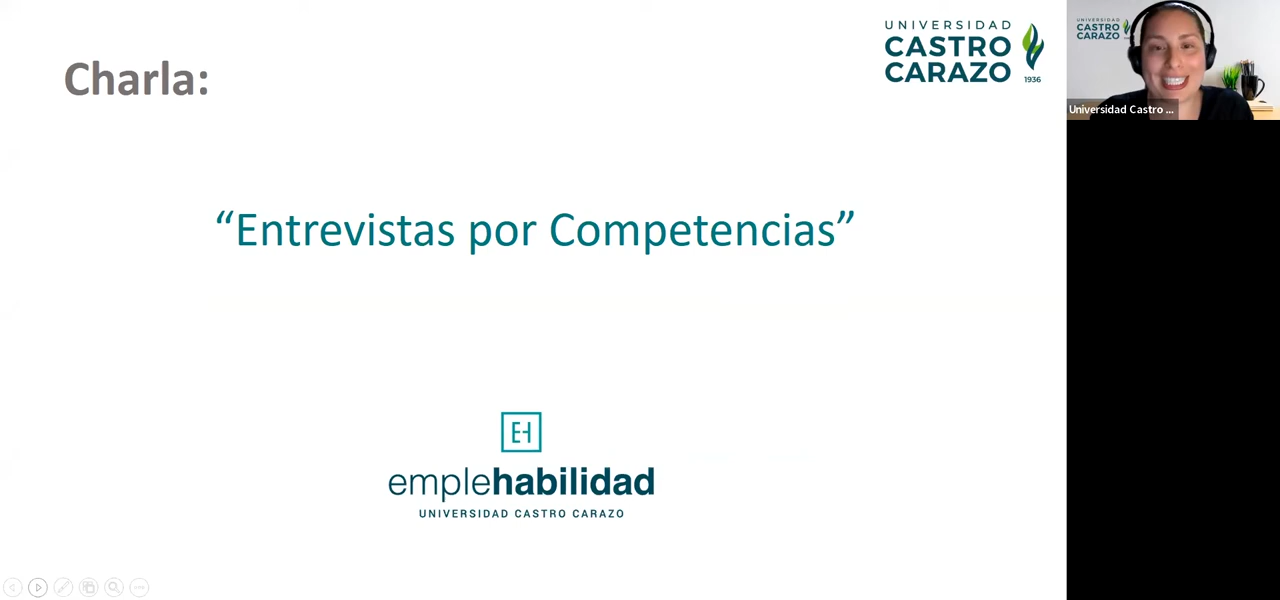 Charla:
UNIVERSIDAD
CASTRO
CARAZO
1936
UNIVERSIDAD
CASTRO
CARAZO
Universidad Castro ...
“Entrevistas por Competencias”
EH
emplehabilidad
UNIVERSIDAD CASTRO CARAZO